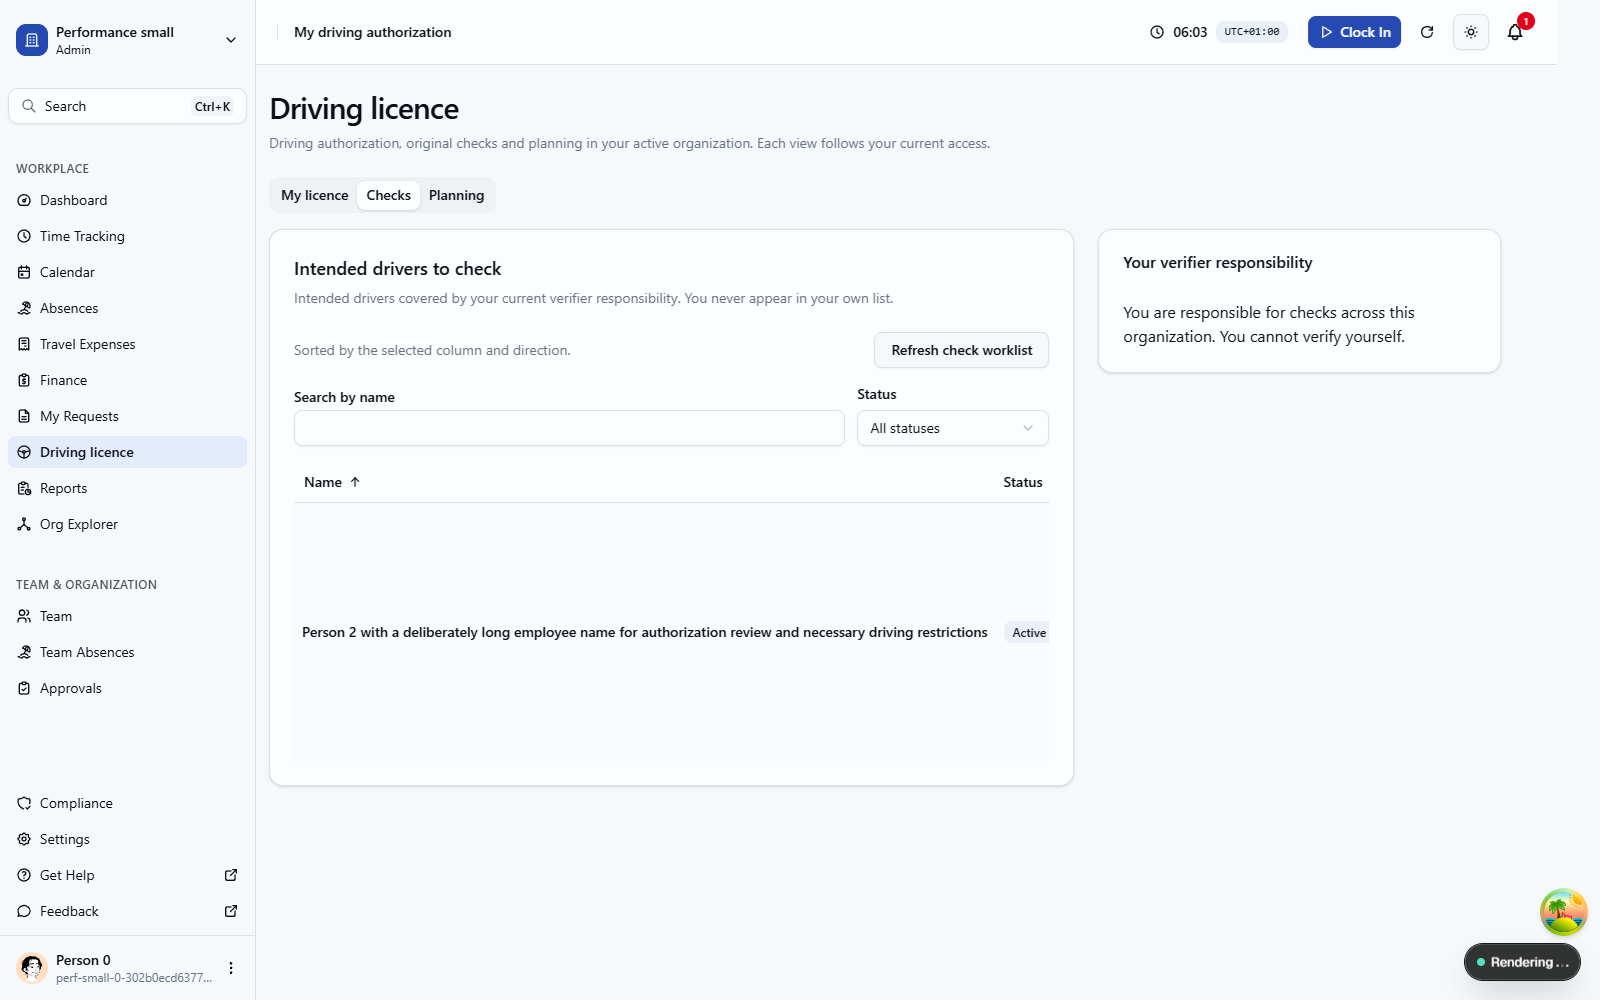 Performance small
Admin
Search
Ctrl+K
WORKPLACE
Dashboard
Time Tracking
Calendar
Absences
Travel Expenses
Finance
My Requests
Driving licence
Reports
Org Explorer
TEAM & ORGANIZATION
Team
Team Absences
Approvals
Compliance
Settings
Get Help
Feedback
Person 0
perf-small-0-302b0ecd6377...
My driving authorization
06:03
UTC+01:00
Clock In
1
Driving licence
Driving authorization, original checks and planning in your active organization. Each view follows your current access.
My licence
Checks
Planning
Intended drivers to check
Intended drivers covered by your current verifier responsibility. You never appear in your own list.
Sorted by the selected column and direction.
Refresh check worklist
Search by name
Status
All statuses
Name
Status
Person 2 with a deliberately long employee name for authorization review and necessary driving restrictions
Active
Your verifier responsibility
You are responsible for checks across this
organization. You cannot verify yourself.
Rendering...